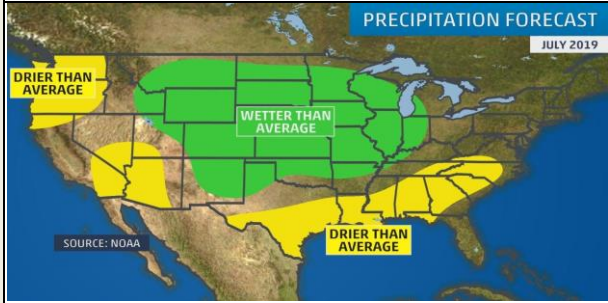 PRECIPITATION FORECAST
JULY 2019
DRIER THAN
AVERAGE
WETTER THAN
AVERAGE
DRIER THAN
AVERAGE
SOURCE: NOAA